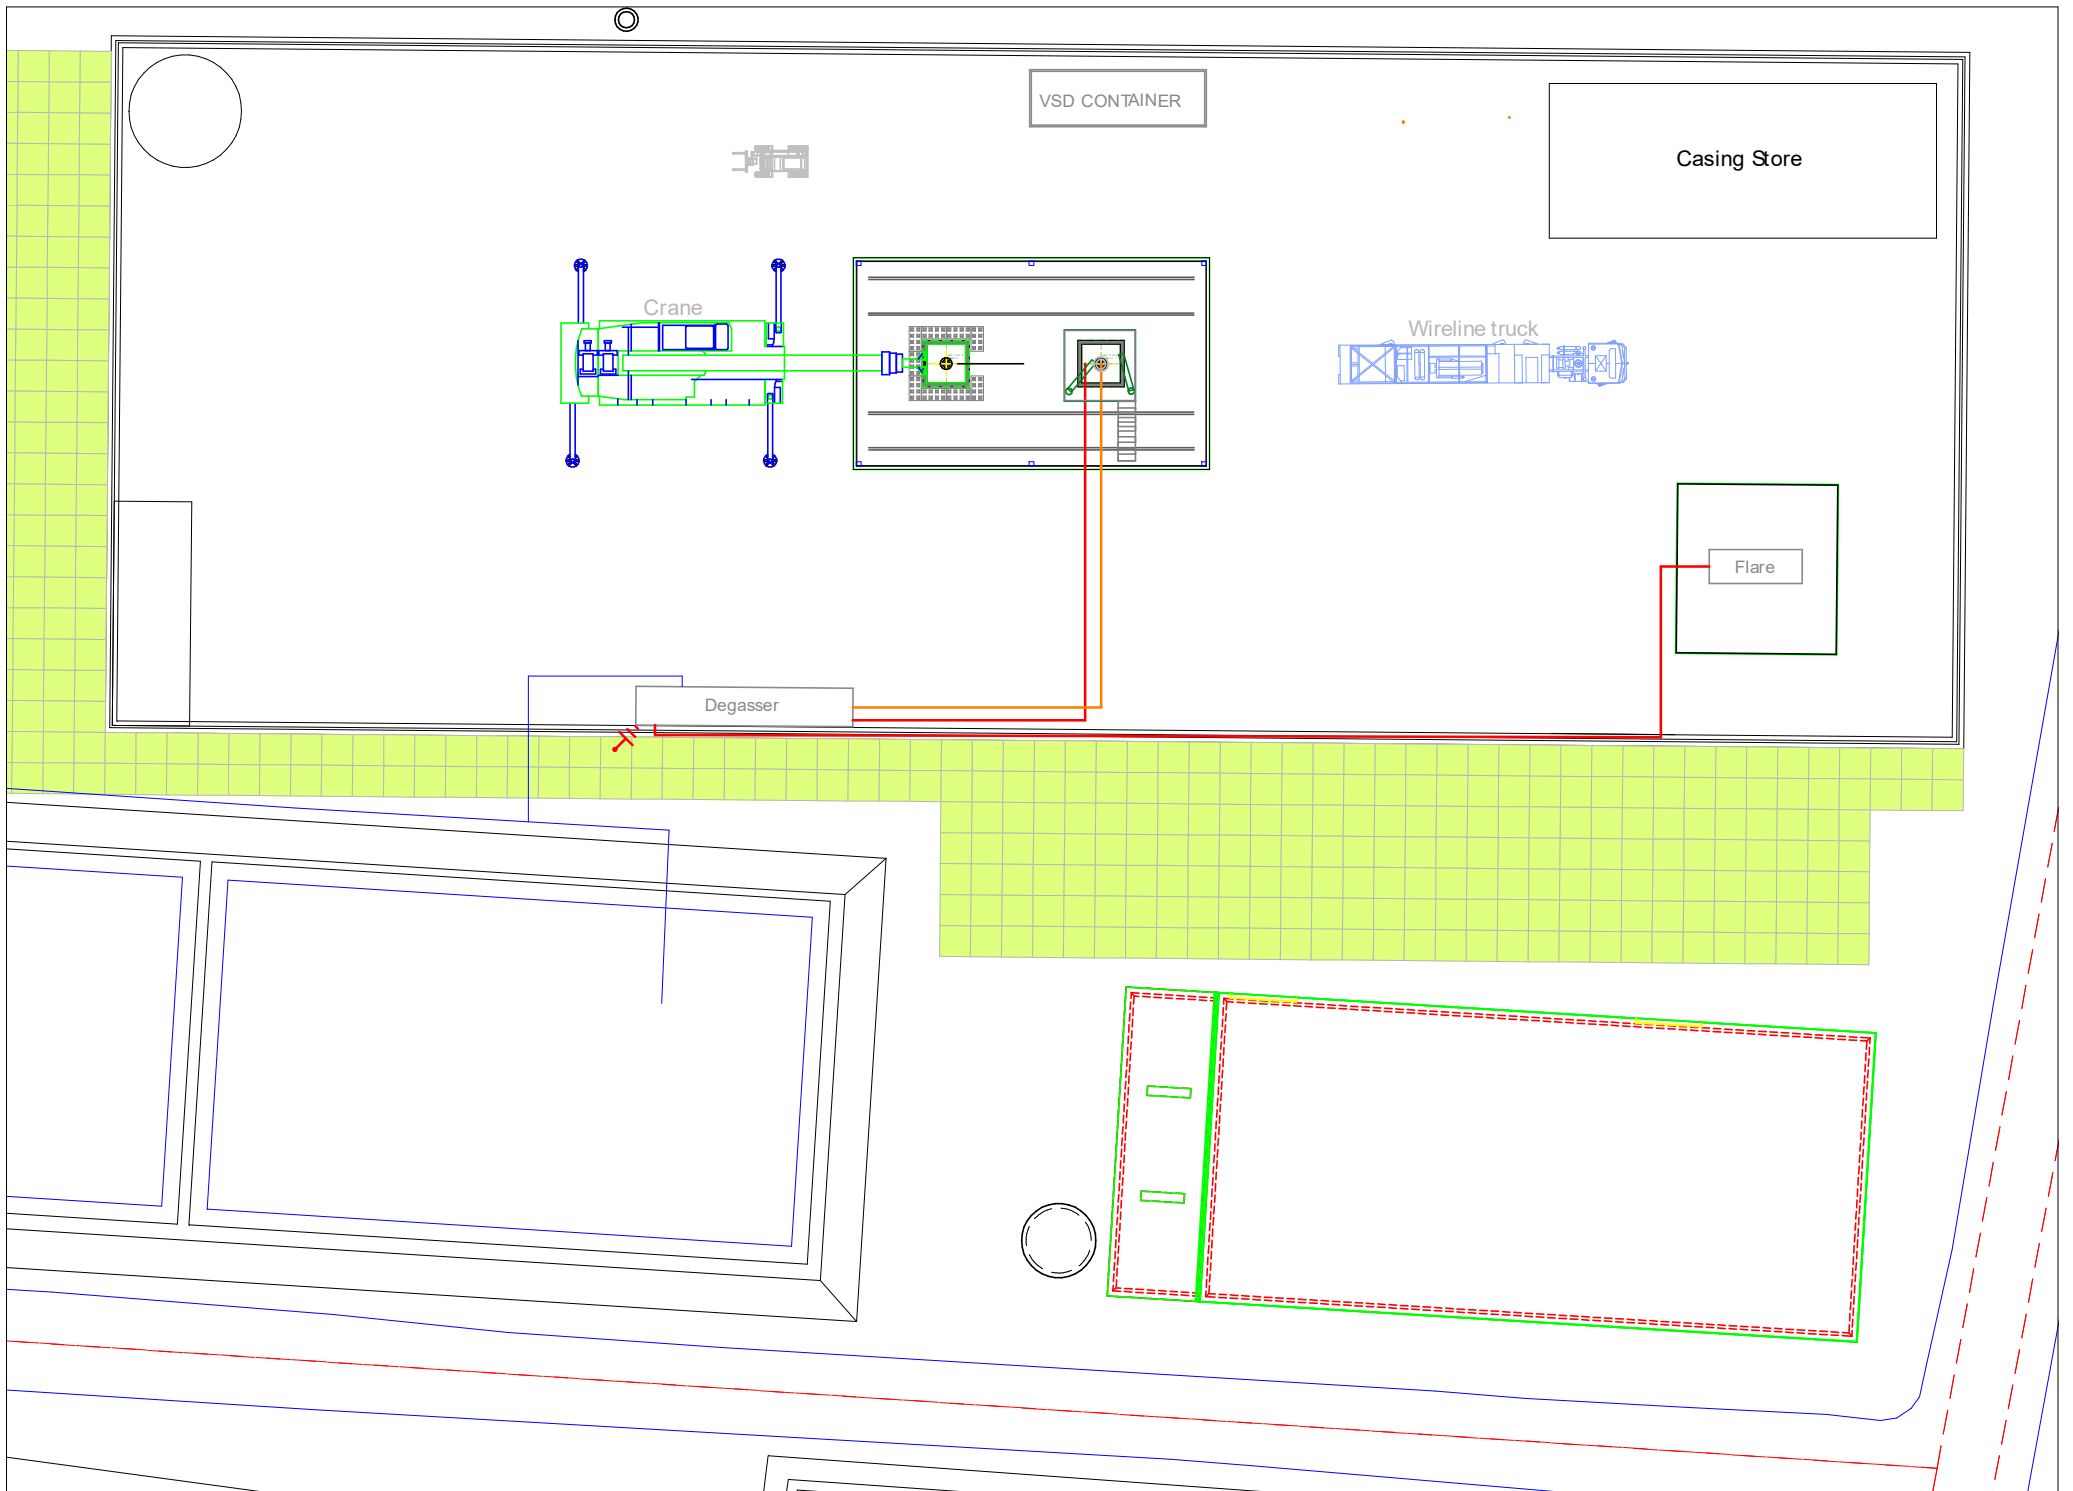 VSD CONTAINER
Casing Store
Crane
Wireline truck
Flare
Degasser